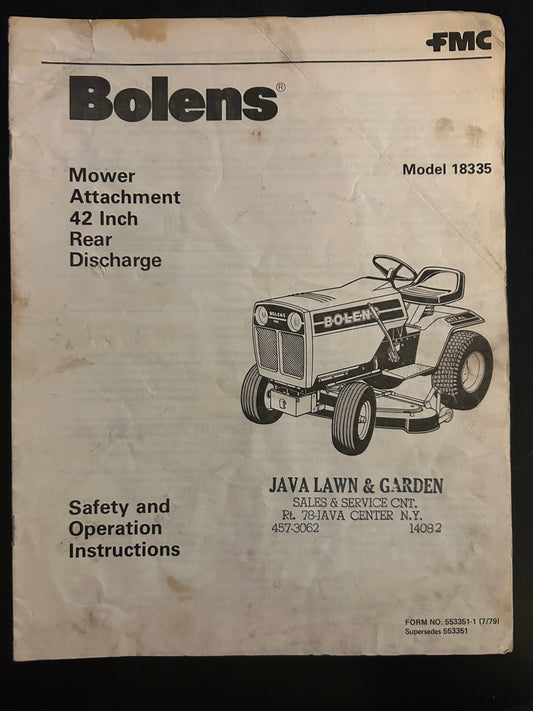 FMC
Bolens®
Mower
Attachment
42 Inch
Rear
Discharge
Model 18335
BOLENS
BOLEN
Safety and
Operation
Instructions
JAVA LAWN & GARDEN
SALES & SERVICE CNT.
Rt. 78-JAVA CENTER N.Y.
457-3062 14082
FORM NO. 553351-1 (7/79)
Supersedes 553351